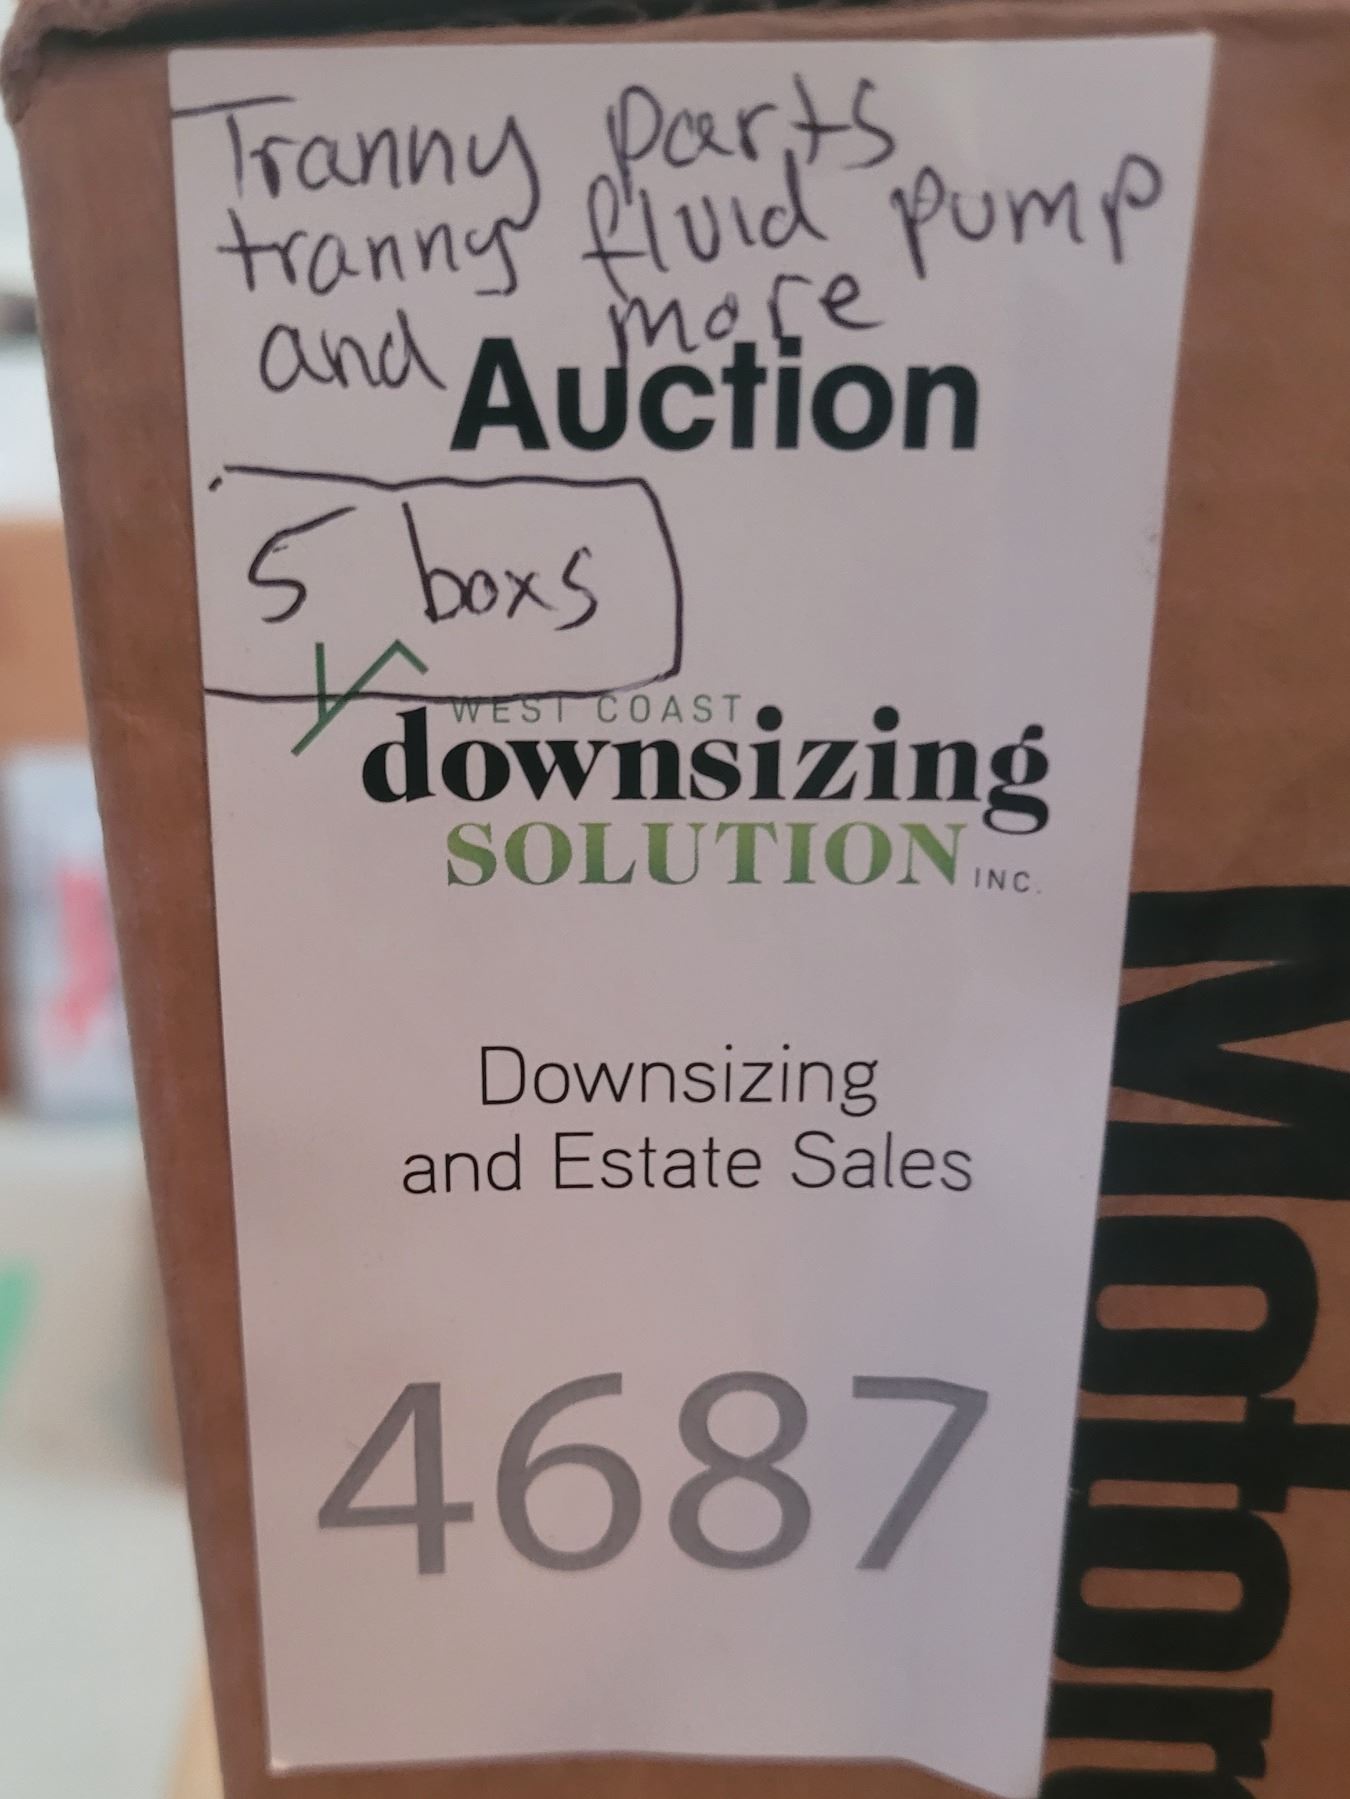 Tranny parts
tranny fluid pump
and more
Auction
5 boxs
WEST COAST
downsizing
SOLUTION INC.
Downsizing
and Estate Sales
4687